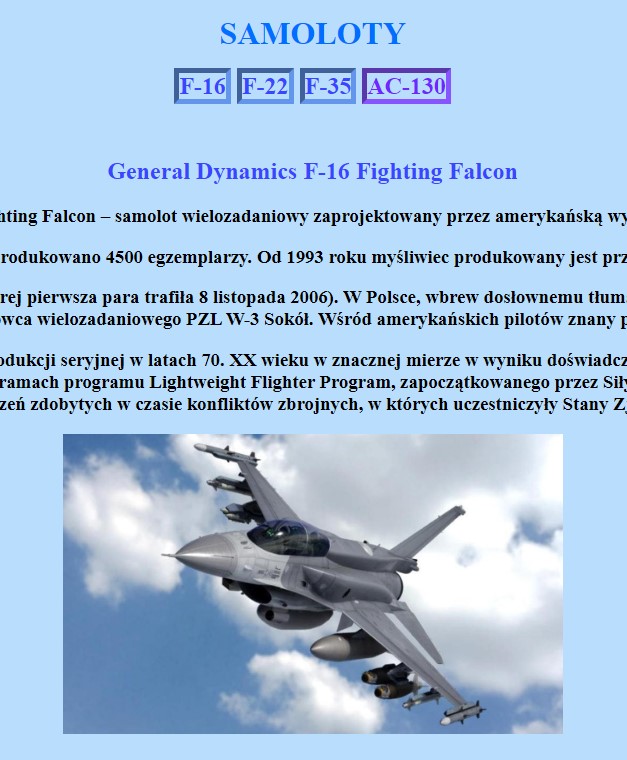 SAMOLOTY
F-16 F-22 F-35 AC-130
General Dynamics F-16 Fighting Falcon
hting Falcon – samolot wielozadaniowy zaprojektowany przez amerykańską wy
rodukowano 4500 egzemplarzy. Od 1993 roku myśliwiec produkowany jest prz
rej pierwsza para trafiła 8 listopada 2006). W Polsce, wbrew dosłownemu tłum
owca wielozadaniowego PZL W-3 Sokół. Wśród amerykańskich pilotów znany p
odukcji seryjnej w latach 70. XX wieku w znacznej mierze w wyniku doświadcz
ramach programu Lightweight Flighter Program, zapoczątkowanego przez Siły
zeń zdobytych w czasie konfliktów zbrojnych, w których uczestniczyły Stany Zj